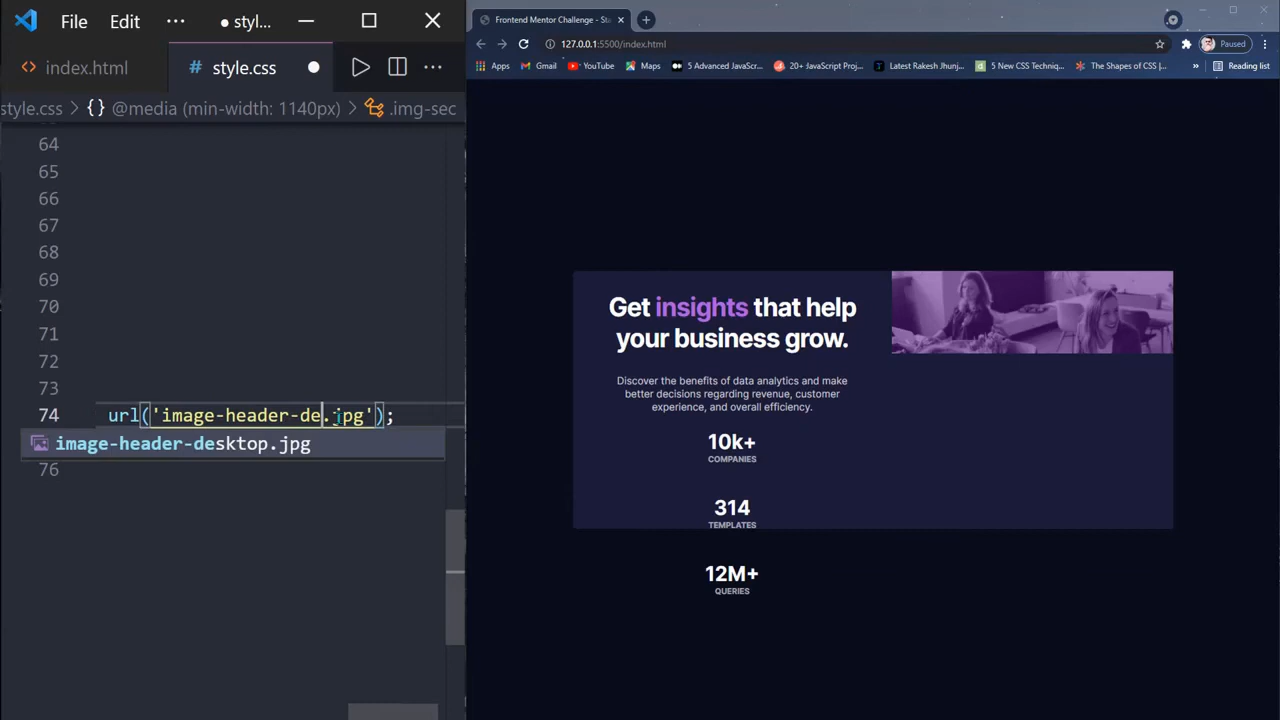 File Edit ··· ● styl...
index.html
style.css
style.css > {} @media (min-width: 1140px) > .img-sec
64
65
66
67
68
69
70
71
72
73
74 url('image-header-de.jpg');
image-header-desktop.jpg
76
Frontend Mentor Challenge - Sta
127.0.0.1:5500/index.html
Paused
Apps Gmail YouTube Maps 5 Advanced JavaScr... 20+ JavaScript Proj... Latest Rakesh Jhunj... 5 New CSS Techniq... The Shapes of CSS |... » Reading list
Get insights that help
your business grow.
Discover the benefits of data analytics and make
better decisions regarding revenue, customer
experience, and overall efficiency.
10k+
COMPANIES
314
TEMPLATES
12M+
QUERIES